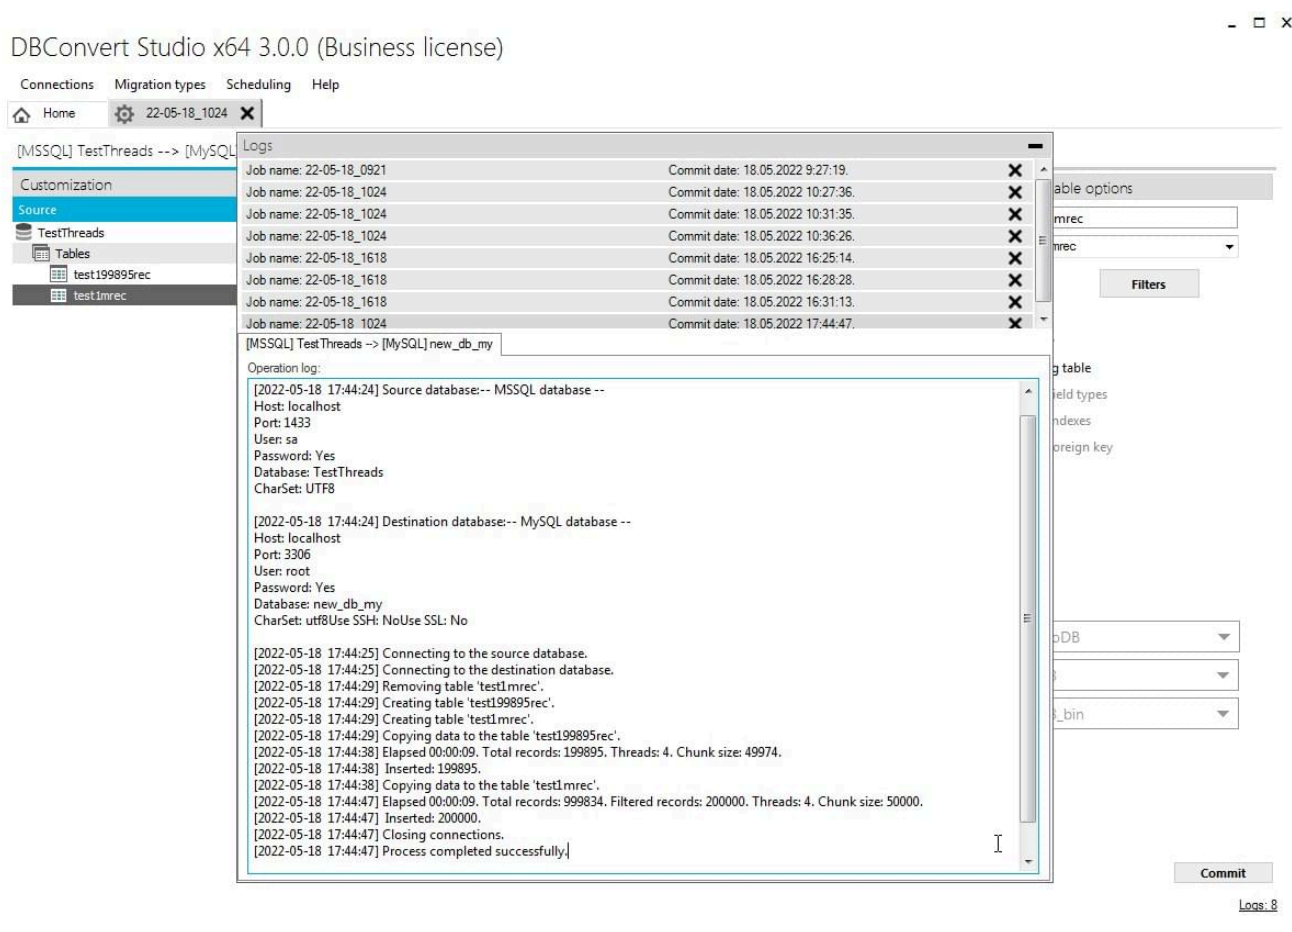 DBConvert Studio x64 3.0.0 (Business license)
Connections Migration types Scheduling Help
Home 22-05-18_1024
[MSSQL] TestThreads --> [MySQL]
Customization
Source
TestThreads
Tables
test199895rec
test1mrec
Logs
Job name: 22-05-18_0921 Commit date: 18.05.2022 9:27:19.
Job name: 22-05-18_1024 Commit date: 18.05.2022 10:27:36.
Job name: 22-05-18_1024 Commit date: 18.05.2022 10:31:35.
Job name: 22-05-18_1024 Commit date: 18.05.2022 10:36:26.
Job name: 22-05-18_1618 Commit date: 18.05.2022 16:25:14.
Job name: 22-05-18_1618 Commit date: 18.05.2022 16:28:28.
Job name: 22-05-18_1618 Commit date: 18.05.2022 16:31:13.
Job name: 22-05-18_1024 Commit date: 18.05.2022 17:44:47.
[MSSQL] TestThreads --> [MySQL] new_db_my
Operation log:
[2022-05-18 17:44:24] Source database:-- MSSQL database --
Host: localhost
Port: 1433
User: sa
Password: Yes
Database: TestThreads
CharSet: UTF8
[2022-05-18 17:44:24] Destination database:-- MySQL database --
Host: localhost
Port: 3306
User: root
Password: Yes
Database: new_db_my
CharSet: utf8Use SSH: NoUse SSL: No
[2022-05-18 17:44:25] Connecting to the source database.
[2022-05-18 17:44:25] Connecting to the destination database.
[2022-05-18 17:44:29] Removing table 'test1mrec'.
[2022-05-18 17:44:29] Creating table 'test199895rec'.
[2022-05-18 17:44:29] Creating table 'test1mrec'.
[2022-05-18 17:44:29] Copying data to the table 'test199895rec'.
[2022-05-18 17:44:38] Elapsed 00:00:09. Total records: 199895. Threads: 4. Chunk size: 49974.
[2022-05-18 17:44:38] Inserted: 199895.
[2022-05-18 17:44:38] Copying data to the table 'test1mrec'.
[2022-05-18 17:44:47] Elapsed 00:00:09. Total records: 999834. Filtered records: 200000. Threads: 4. Chunk size: 50000.
[2022-05-18 17:44:47] Inserted: 200000.
[2022-05-18 17:44:47] Closing connections.
[2022-05-18 17:44:47] Process completed successfully.
able options
mrec
mrec
Filters
g table
ield types
ndexes
oreign key
oDB
_bin
Commit
Logs: 8